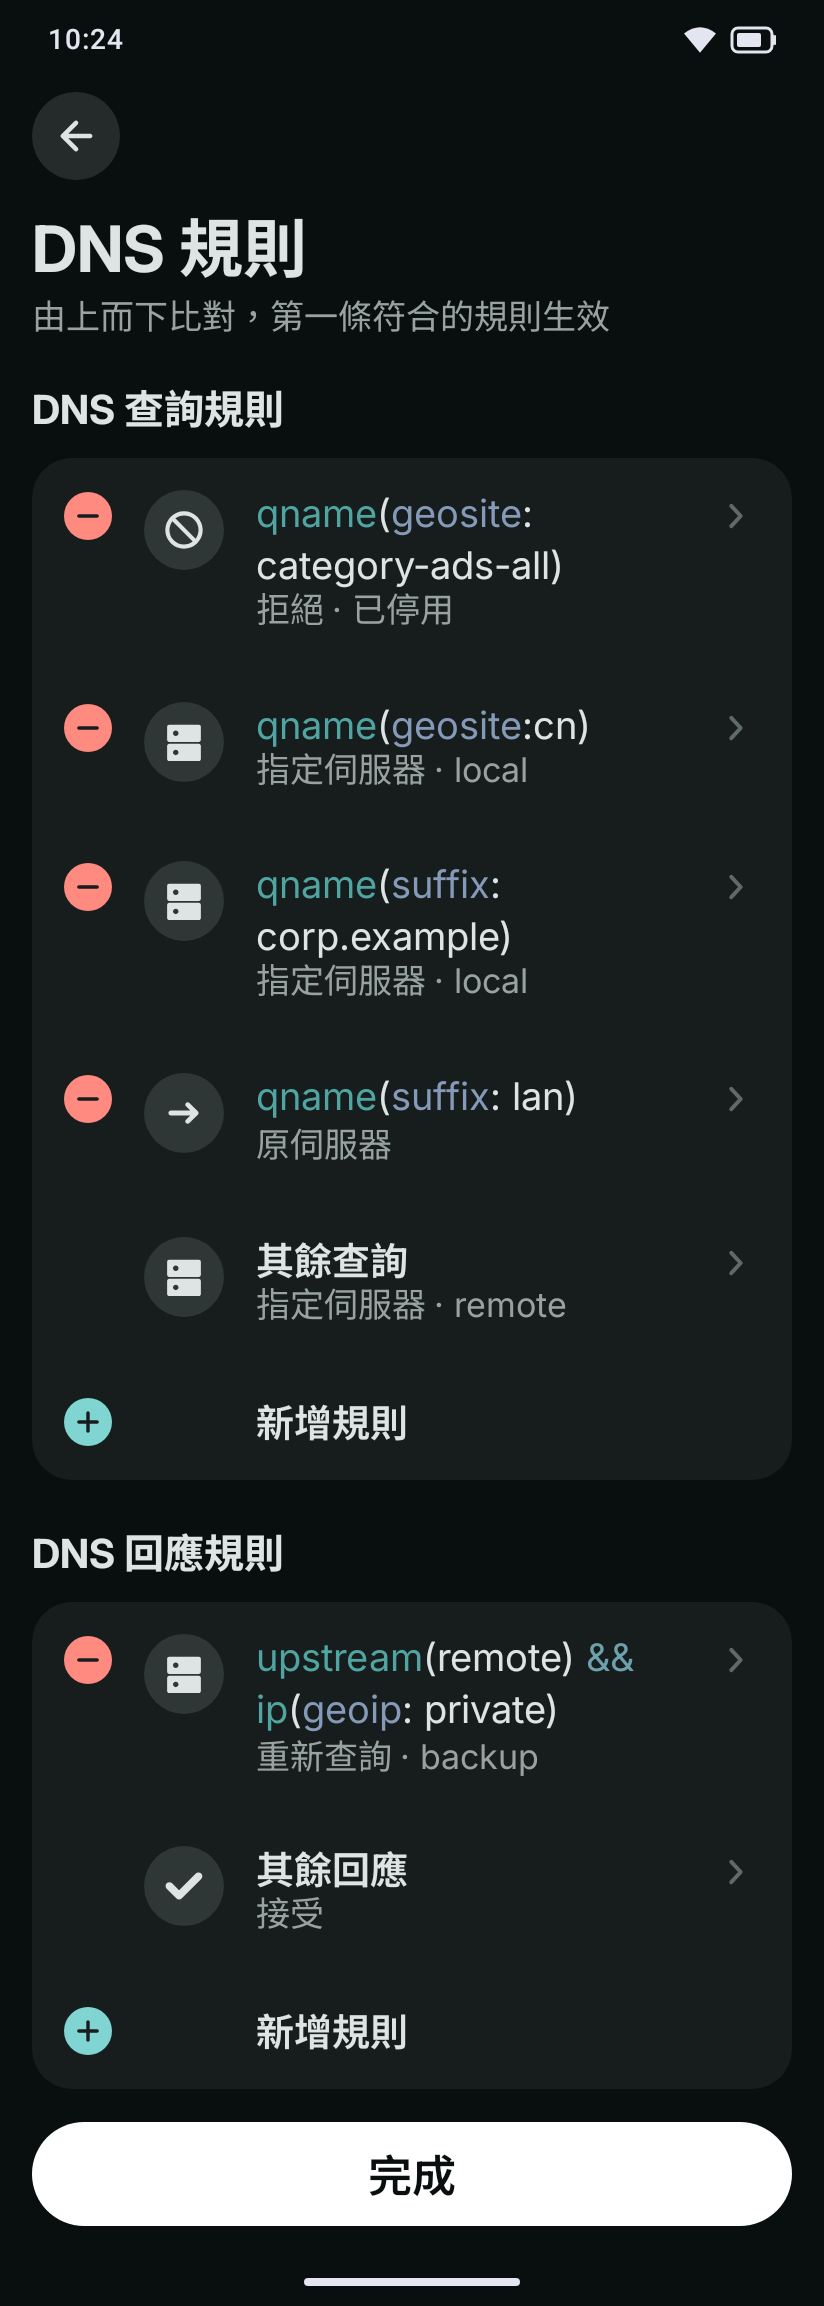 10:24
DNS 規則
由上而下比對，第一條符合的規則生效
DNS 查詢規則
qname(geosite:
category-ads-all)
拒絕 · 已停用
qname(geosite:cn)
指定伺服器 · local
qname(suffix:
corp.example)
指定伺服器 · local
qname(suffix: lan)
原伺服器
其餘查詢
指定伺服器 · remote
新增規則
DNS 回應規則
upstream(remote) &&
ip(geoip: private)
重新查詢 · backup
其餘回應
接受
新增規則
完成